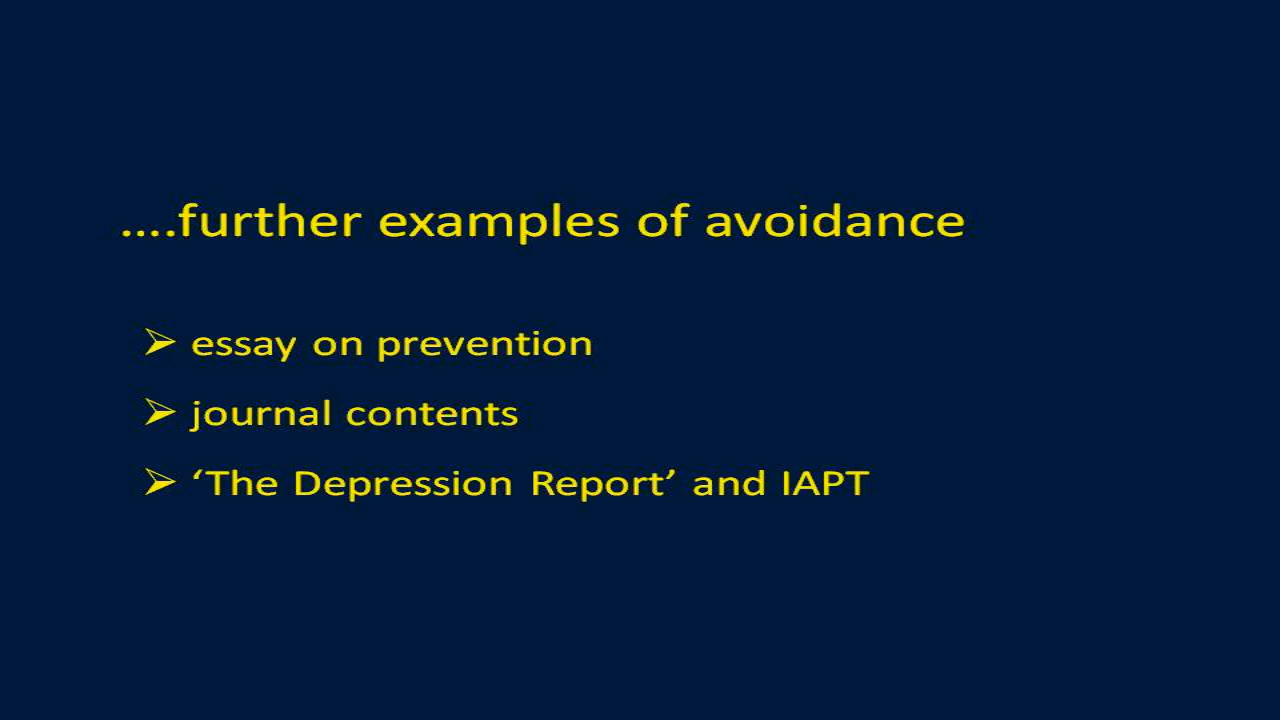 ....further examples of avoidance
➢ essay on prevention
➢ journal contents
➢ ‘The Depression Report’ and IAPT